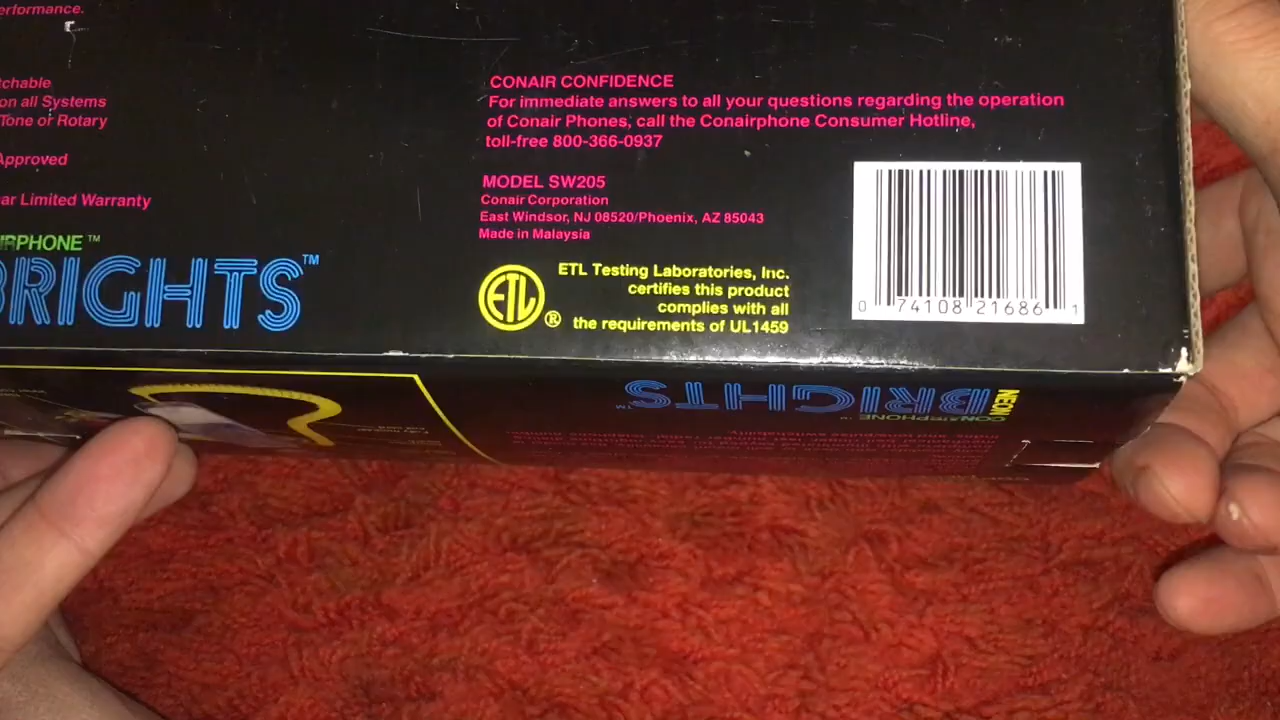 erformance.
tchable
on all Systems
Tone or Rotary
Approved
ar Limited Warranty
IRPHONE™
BRIGHTS™
CONAIR CONFIDENCE
For immediate answers to all your questions regarding the operation
of Conair Phones, call the Conairphone Consumer Hotline,
toll-free 800-366-0937
MODEL SW205
Conair Corporation
East Windsor, NJ 08520/Phoenix, AZ 85043
Made in Malaysia
ETL®
ETL Testing Laboratories, Inc.
certifies this product
complies with all
the requirements of UL1459
0 74108 21686 1
CONAIRPHONE™
NEON
BRIGHTS™